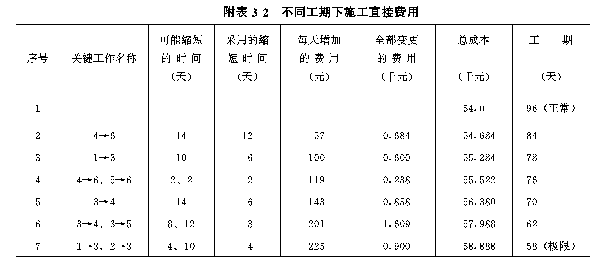 附表 3-2 不同工期下施工直接费用
序号 关键工作名称 可能缩短的时间（天） 采用的缩短时间（天） 每天增加的费用（元） 全部变更的费用（千元） 总成本（千元） 工 期（天）
1 54.0 96（正常）
2 4→6 14 12 57 0.684 54.684 84
3 1→3 10 6 100 0.600 55.284 78
4 4→6、5→6 2、2 2 119 0.238 55.522 76
5 3→4 14 6 143 0.858 56.380 70
6 3→4、3→5 8、12 8 201 57.988 62
7 1→3、2→3 4、10 4 225 0.900 58.888 58（极限）